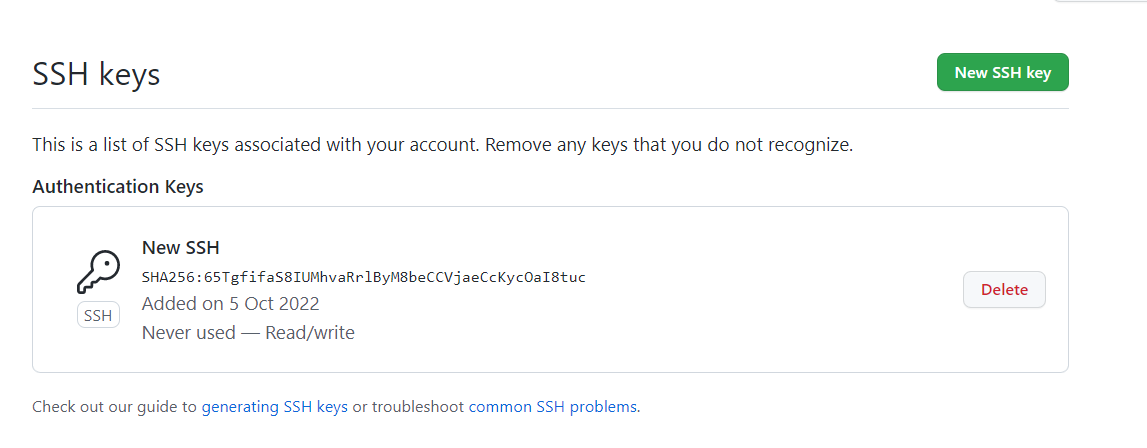 SSH keys
New SSH key
This is a list of SSH keys associated with your account. Remove any keys that you do not recognize.
Authentication Keys
New SSH
SHA256:65TgfifaS8IUMhvaRrlByM8beCCVjaeCcKycOaI8tuc
SSH
Added on 5 Oct 2022
Never used — Read/write
Delete
Check out our guide to generating SSH keys or troubleshoot common SSH problems.